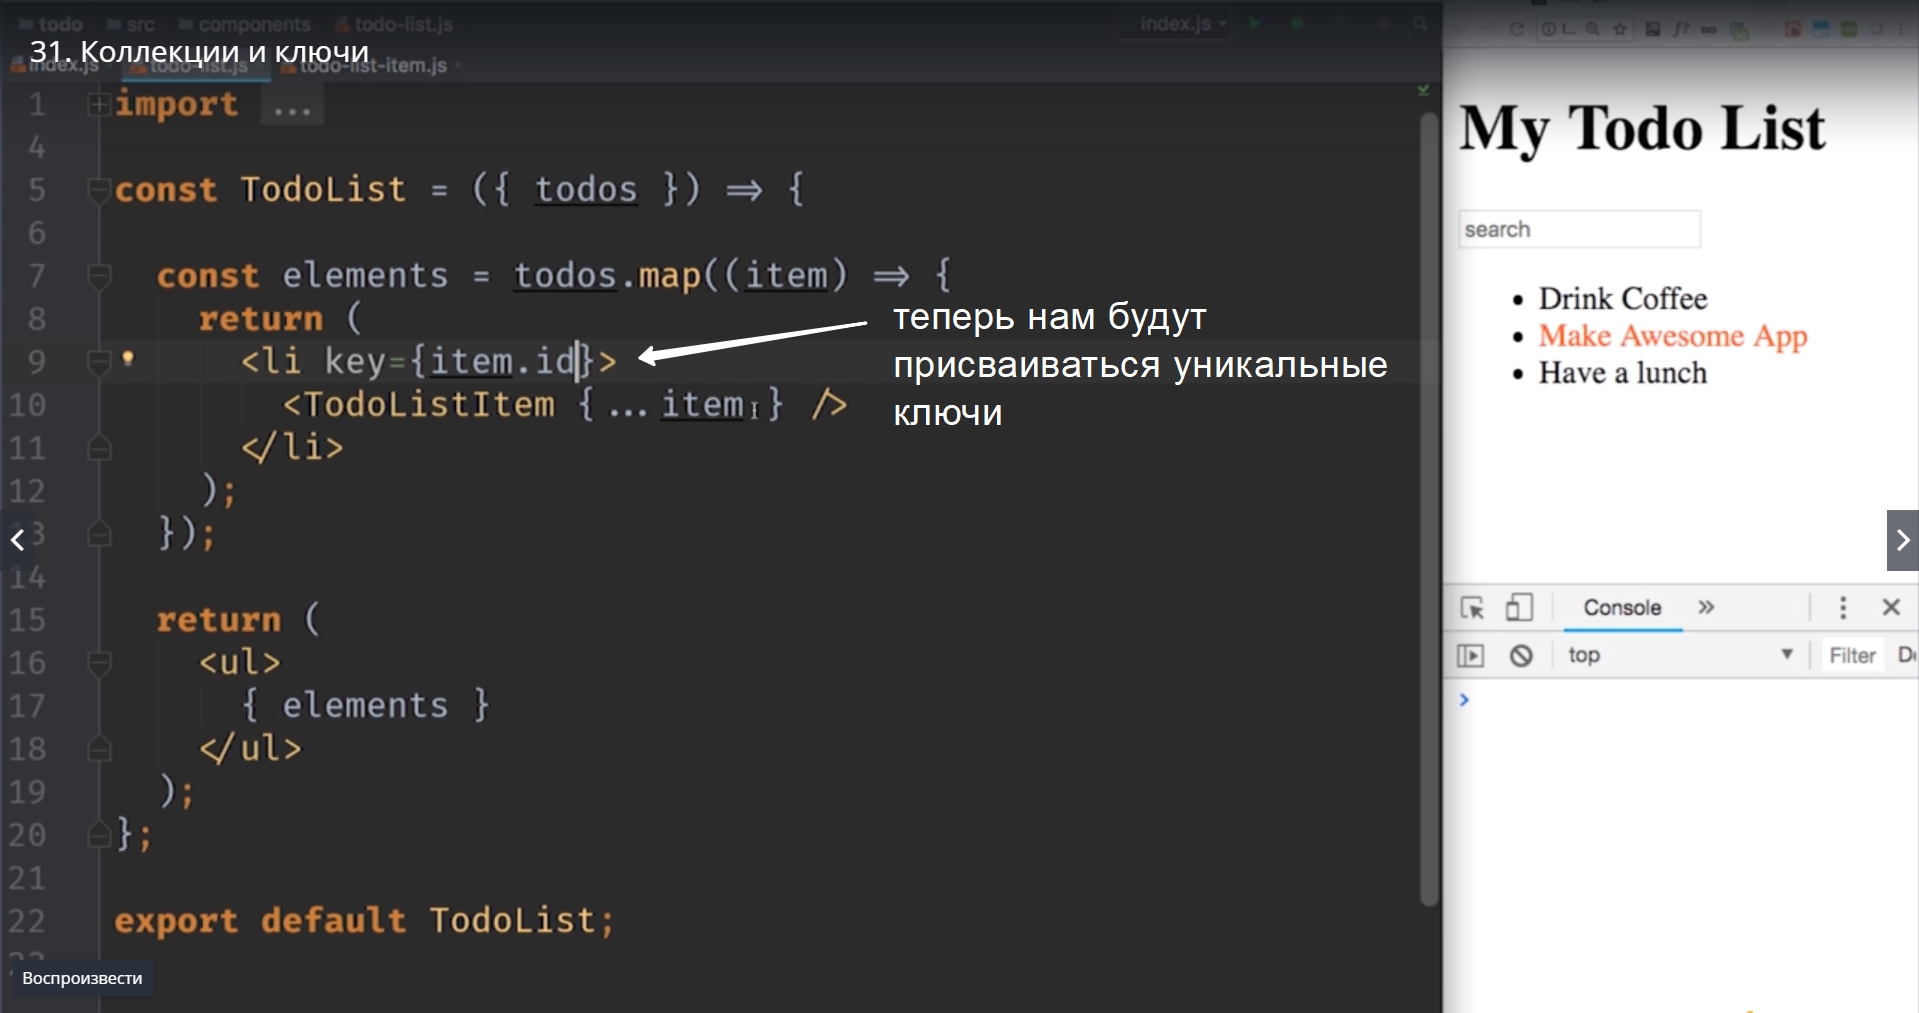 todo src components todo-list.js index.js
31. Коллекции и ключи
index.js todo-list.js todo-list-item.js
1 import ...
4
5 const TodoList = ({ todos }) => {
6
7 const elements = todos.map((item) => {
8 return (
9 <li key={item.id}>
10 <TodoListItem {...item } />
11 </li>
12 );
13 });
14
15 return (
16 <ul>
17 { elements }
18 </ul>
19 );
20 };
21
22 export default TodoList;
23
теперь нам будут
присваиваться уникальные
ключи
Воспроизвести
My Todo List
search
Drink Coffee
Make Awesome App
Have a lunch
Console
top Filter